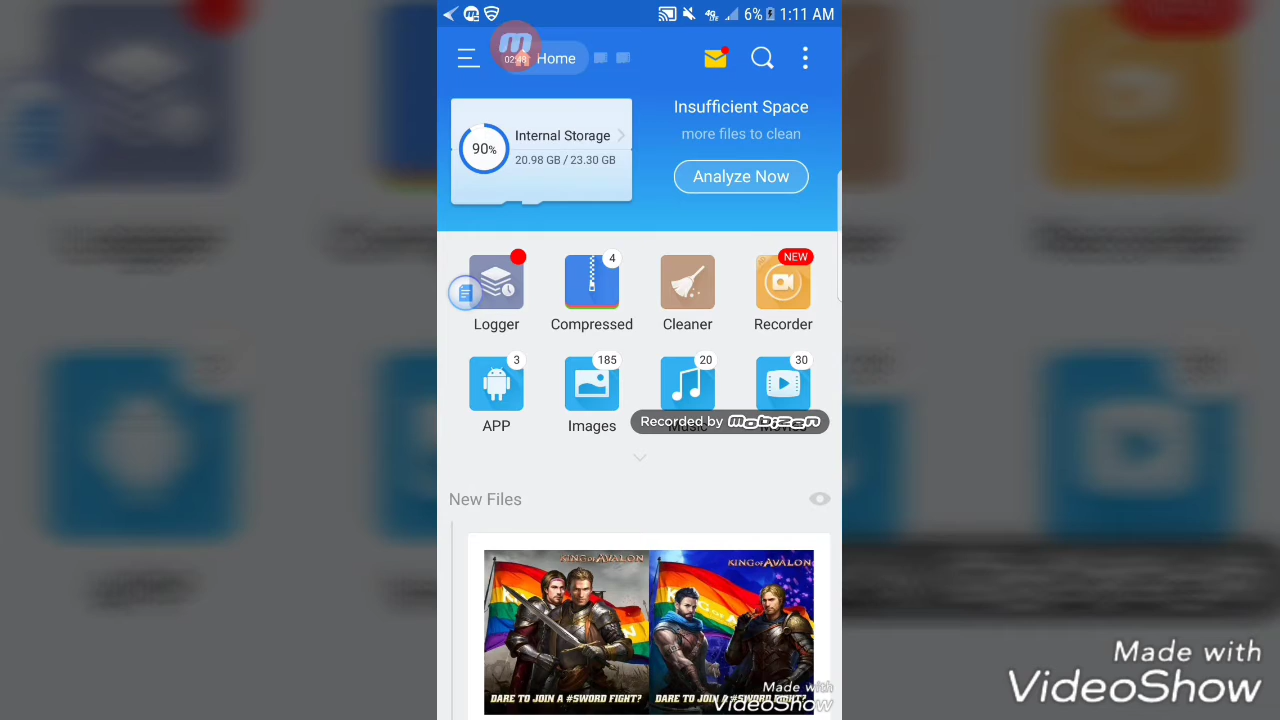 6% 1:11 AM
02:48
Home
Insufficient Space
more files to clean
Analyze Now
Internal Storage
90%
20.98 GB / 23.30 GB
4
NEW
Logger
Compressed
Cleaner
Recorder
3
185
20
30
APP
Images
Music
Recorded by mobizen
New Files
KING OF AVALON
KING OF AVALON
DARE TO JOIN A #SWORD FIGHT?
DARE TO JOIN A #SWORD FIGHT?
Made with
VideoShow
Made with
VideoShow